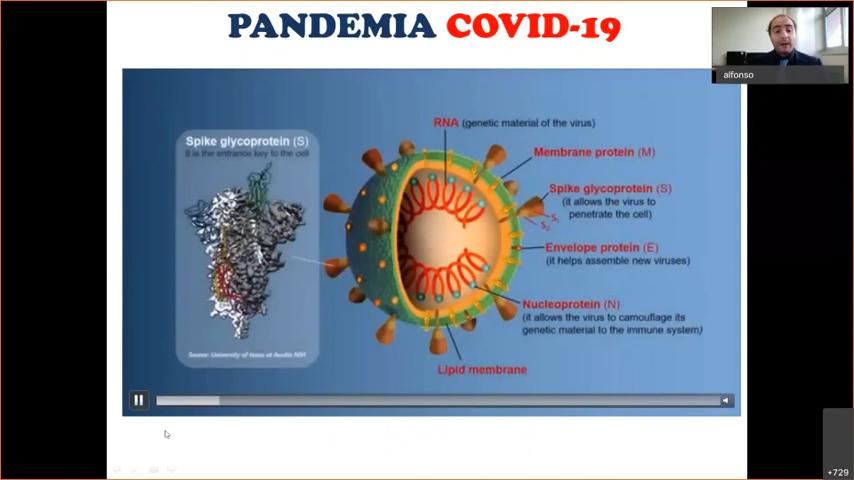 PANDEMIA COVID-19
alfonso
Spike glycoprotein (S)
It is the entrance key to the cell
RNA (genetic material of the virus)
Membrane protein (M)
Spike glycoprotein (S)
(it allows the virus to
penetrate the cell)
S₁
S₂
Envelope protein (E)
(it helps assemble new viruses)
Nucleoprotein (N)
(it allows the virus to camouflage its
genetic material to the immune system)
Lipid membrane
Source: University of texas at Austin NIH
+729